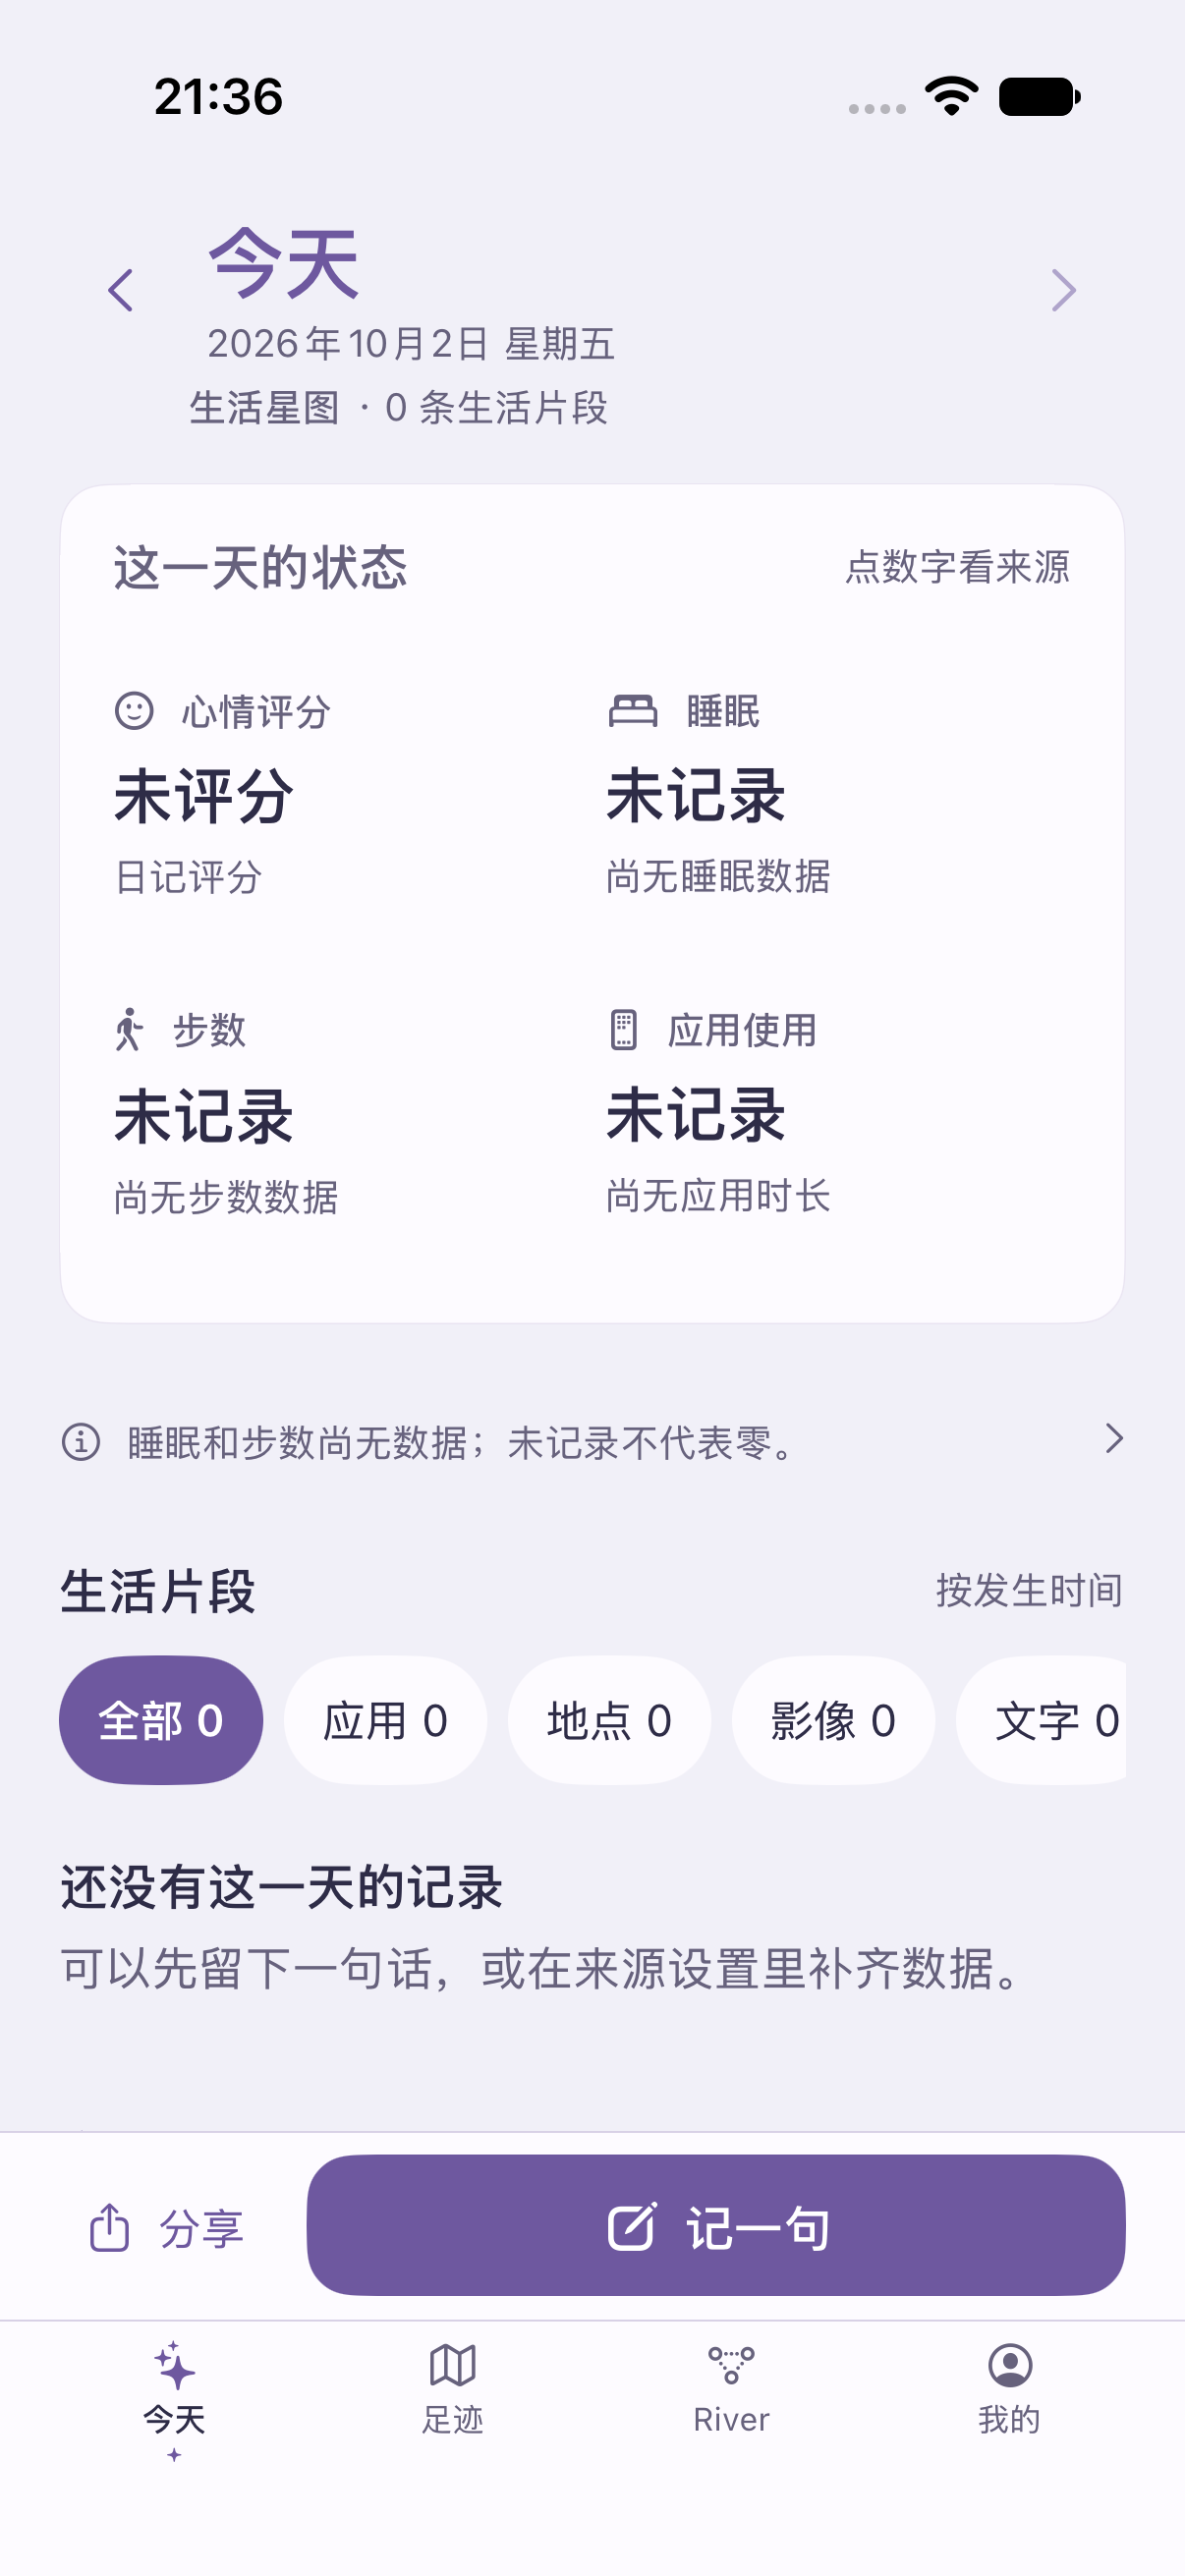 21:36
今天
2026年10月2日 星期五
生活星图 · 0 条生活片段
这一天的状态
点数字看来源
心情评分
睡眠
未评分
未记录
日记评分
尚无睡眠数据
步数
应用使用
未记录
未记录
尚无步数数据
尚无应用时长
睡眠和步数尚无数据；未记录不代表零。
生活片段
按发生时间
全部 0
应用 0
地点 0
影像 0
文字 0
还没有这一天的记录
可以先留下一句话，或在来源设置里补齐数据。
分享
记一句
今天
足迹
River
我的